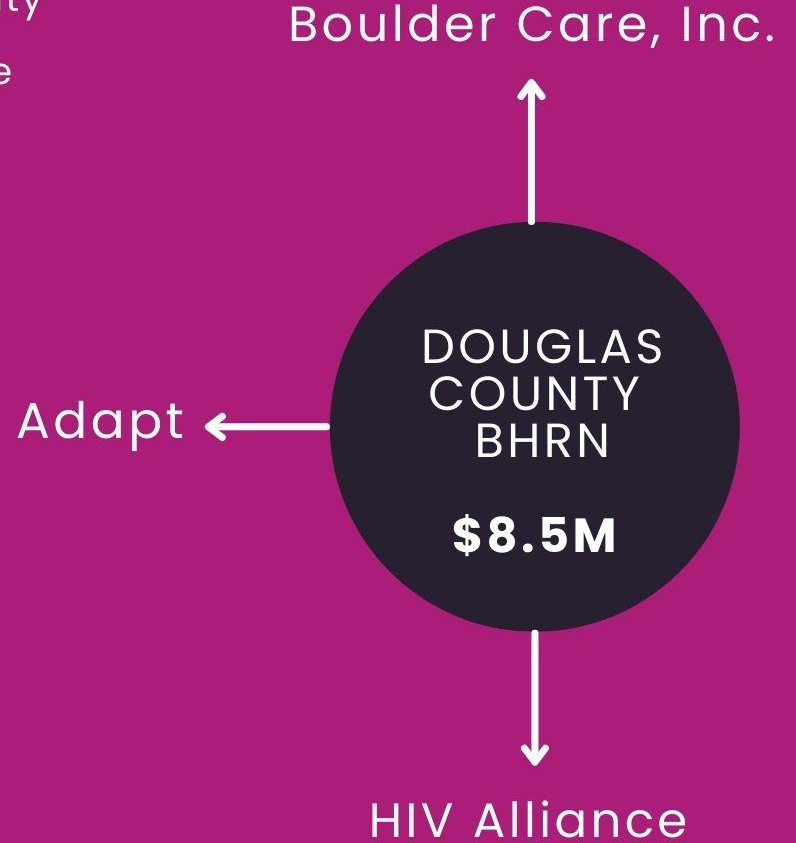 Boulder Care, Inc.
DOUGLAS
COUNTY
BHRN
$8.5M
Adapt
HIV Alliance